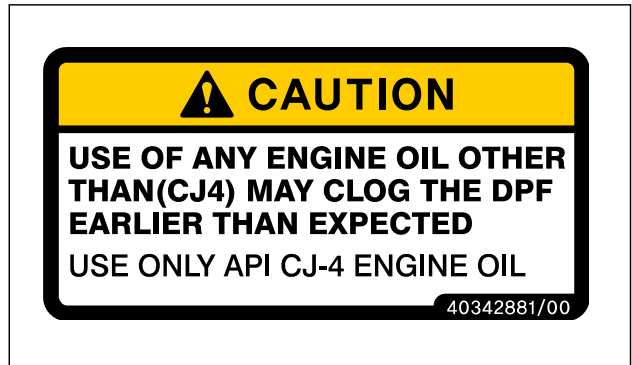 CAUTION
USE OF ANY ENGINE OIL OTHER
THAN(CJ4) MAY CLOG THE DPF
EARLIER THAN EXPECTED
USE ONLY API CJ-4 ENGINE OIL
40342881/00